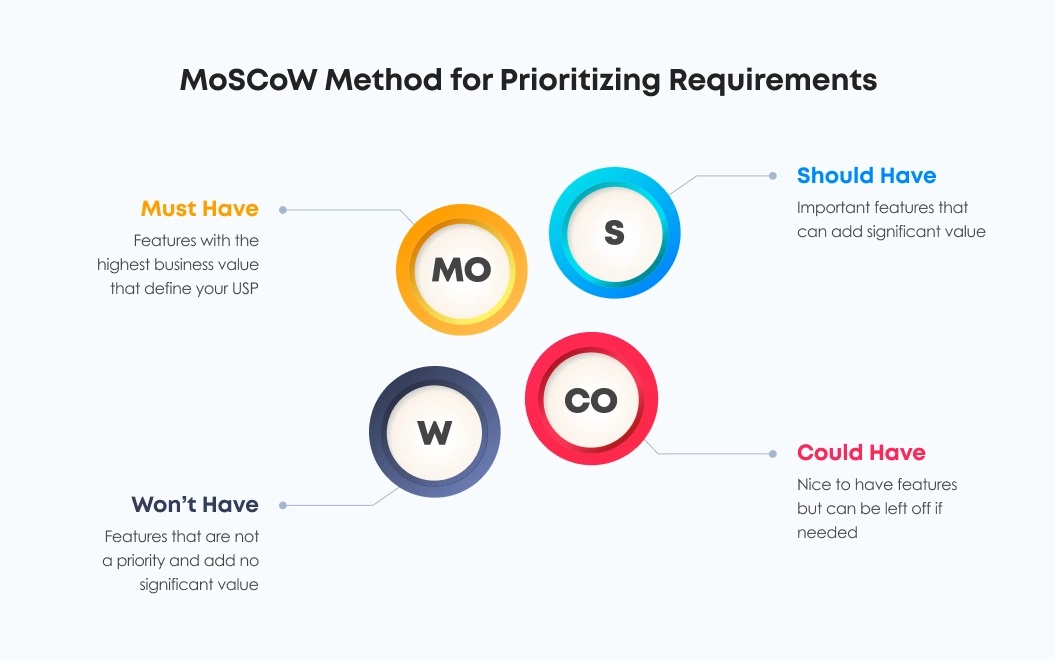 MoSCoW Method for Prioritizing Requirements
Must Have
Features with the
highest business value
that define your USP
MO
S
Should Have
Important features that
can add significant value
W
CO
Won’t Have
Features that are not
a priority and add no
significant value
Could Have
Nice to have features
but can be left off if
needed